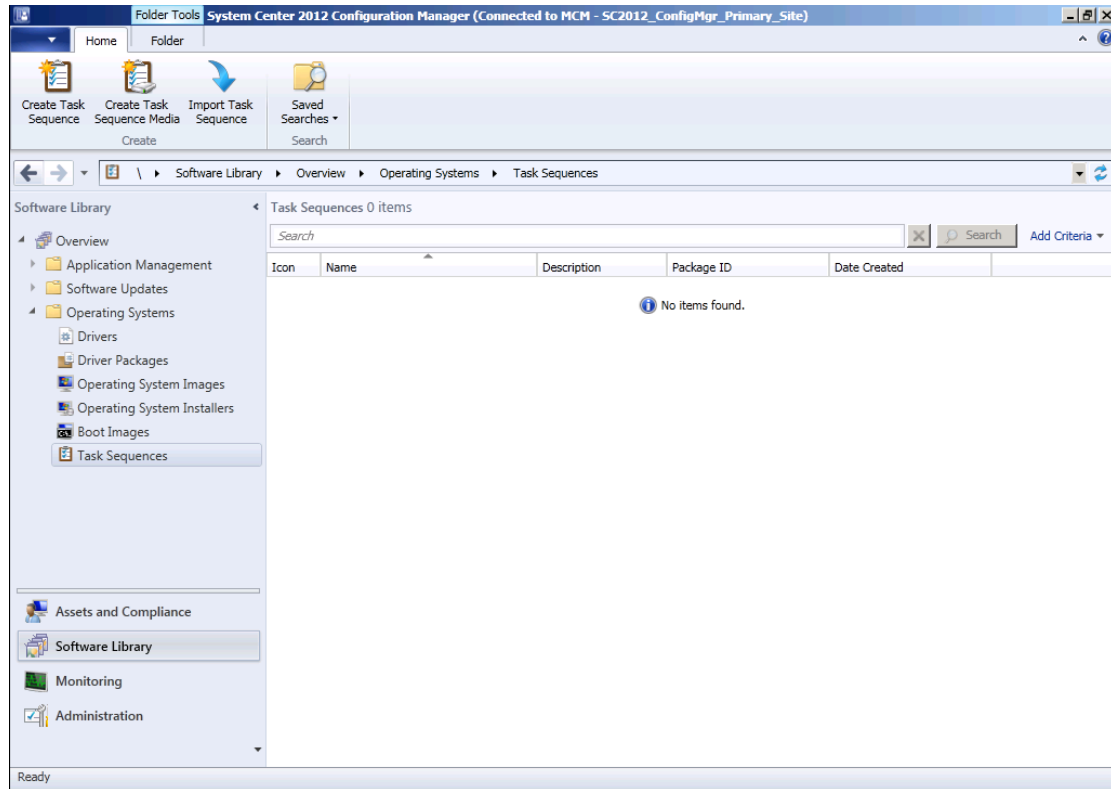 Folder Tools System Center 2012 Configuration Manager (Connected to MCM - SC2012_ConfigMgr_Primary_Site)
Home Folder
Create Task Sequence
Create Task Sequence Media
Import Task Sequence
Saved Searches
Create
Search
\ Software Library Overview Operating Systems Task Sequences
Software Library
Overview
Application Management
Software Updates
Operating Systems
Drivers
Driver Packages
Operating System Images
Operating System Installers
Boot Images
Task Sequences
Assets and Compliance
Software Library
Monitoring
Administration
Task Sequences 0 items
Search Search Add Criteria
Icon Name Description Package ID Date Created
No items found.
Ready